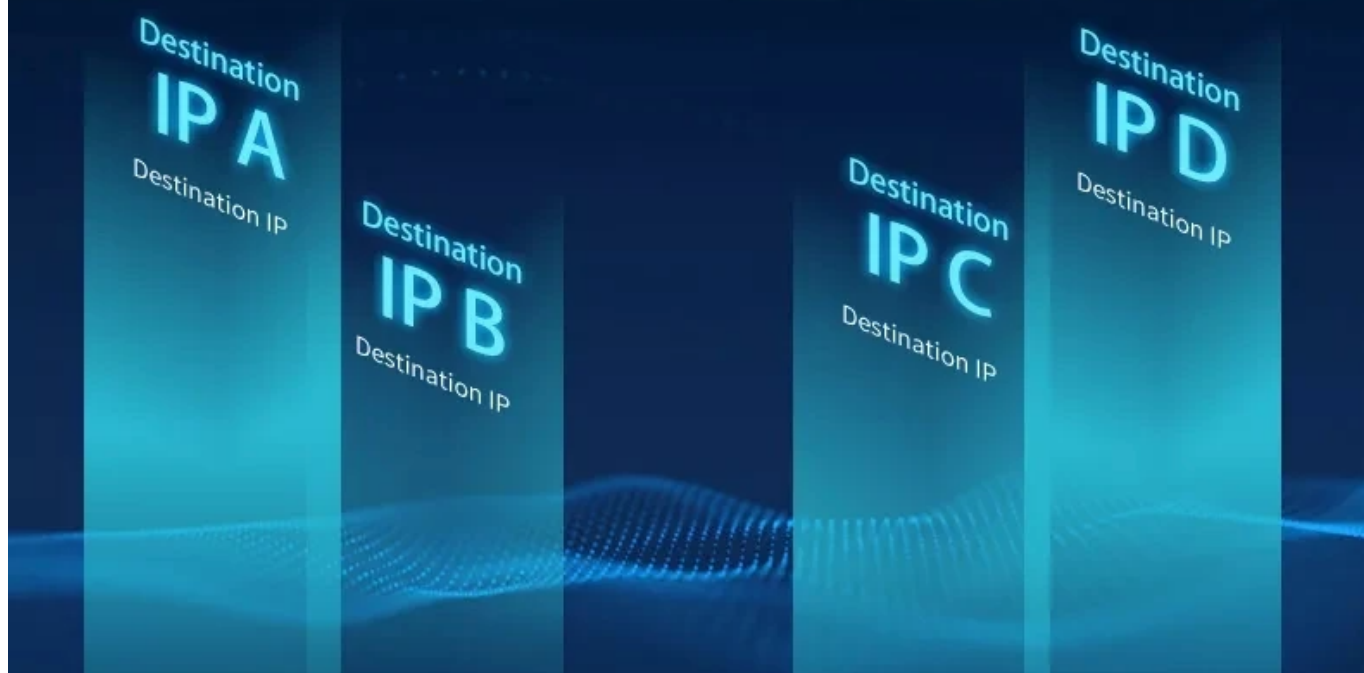 Destination
IP A
Destination IP
Destination
IP B
Destination IP
Destination
IP C
Destination IP
Destination
IP D
Destination IP